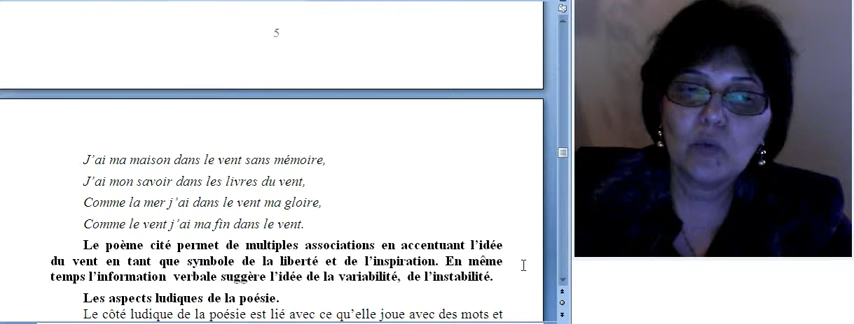 5
J’ai ma maison dans le vent sans mémoire,
J’ai mon savoir dans les livres du vent,
Comme la mer j’ai dans le vent ma gloire,
Comme le vent j’ai ma fin dans le vent.
Le poème cité permet de multiples associations en accentuant l’idée
du vent en tant que symbole de la liberté et de l’inspiration. En même
temps l’information verbale suggère l’idée de la variabilité, de l’instabilité.
Les aspects ludiques de la poésie.
Le côté ludique de la poésie est lié avec ce qu’elle joue avec des mots et